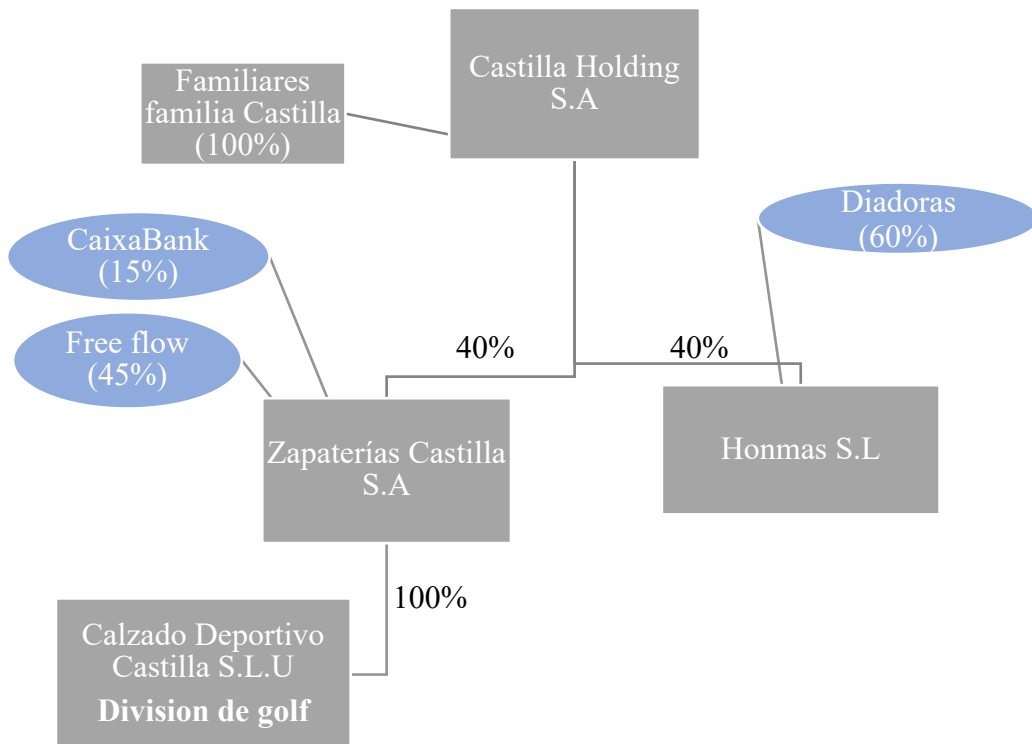 Castilla Holding
S.A
Familiares
familia Castilla
(100%)
Diadoras
(60%)
CaixaBank
(15%)
Free flow
(45%)
40%
40%
Zapaterías Castilla
S.A
Honmas S.L
100%
Calzado Deportivo
Castilla S.L.U
Division de golf